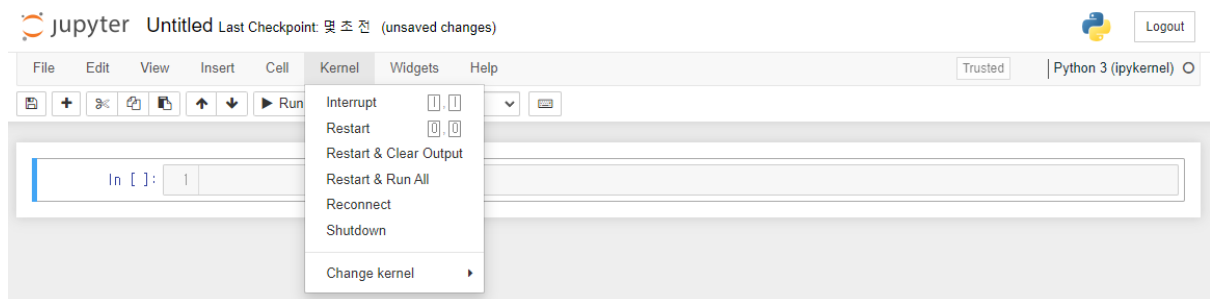 jupyter Untitled Last Checkpoint: 몇 초 전 (unsaved changes) Logout
File Edit View Insert Cell Kernel Widgets Help Trusted Python 3 (ipykernel)
Run
Interrupt I, I
Restart 0, 0
Restart & Clear Output
Restart & Run All
Reconnect
Shutdown
Change kernel
In [ ]: 1